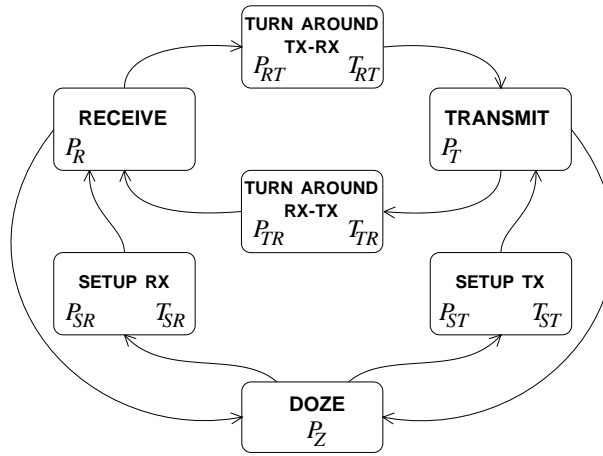 TURN AROUND
TX-RX
P_RT T_RT
RECEIVE
P_R
TRANSMIT
P_T
TURN AROUND
RX-TX
P_TR T_TR
SETUP RX
P_SR T_SR
SETUP TX
P_ST T_ST
DOZE
P_Z